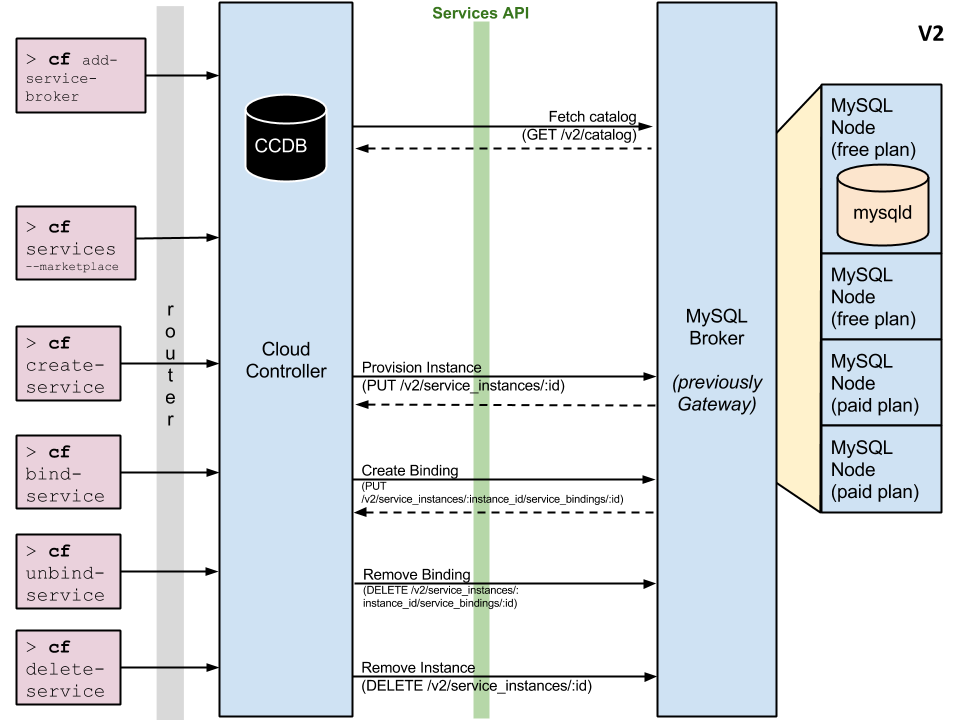 Services API
V2
> cf add-
service-
broker
CCDB
Fetch catalog
(GET /v2/catalog)
MySQL
Node
(free plan)
mysqld
> cf
services
--marketplace
MySQL
Node
(free plan)
router
Cloud
Controller
MySQL
Broker
(previously
Gateway)
> cf
create-
service
Provision Instance
(PUT /v2/service_instances/:id)
MySQL
Node
(paid plan)
> cf
bind-
service
Create Binding
(PUT
/v2/service_instances/:instance_id/service_bindings/:id)
MySQL
Node
(paid plan)
> cf
unbind-
service
Remove Binding
(DELETE /v2/service_instances/:
instance_id/service_bindings/:id)
> cf
delete-
service
Remove Instance
(DELETE /v2/service_instances/:id)